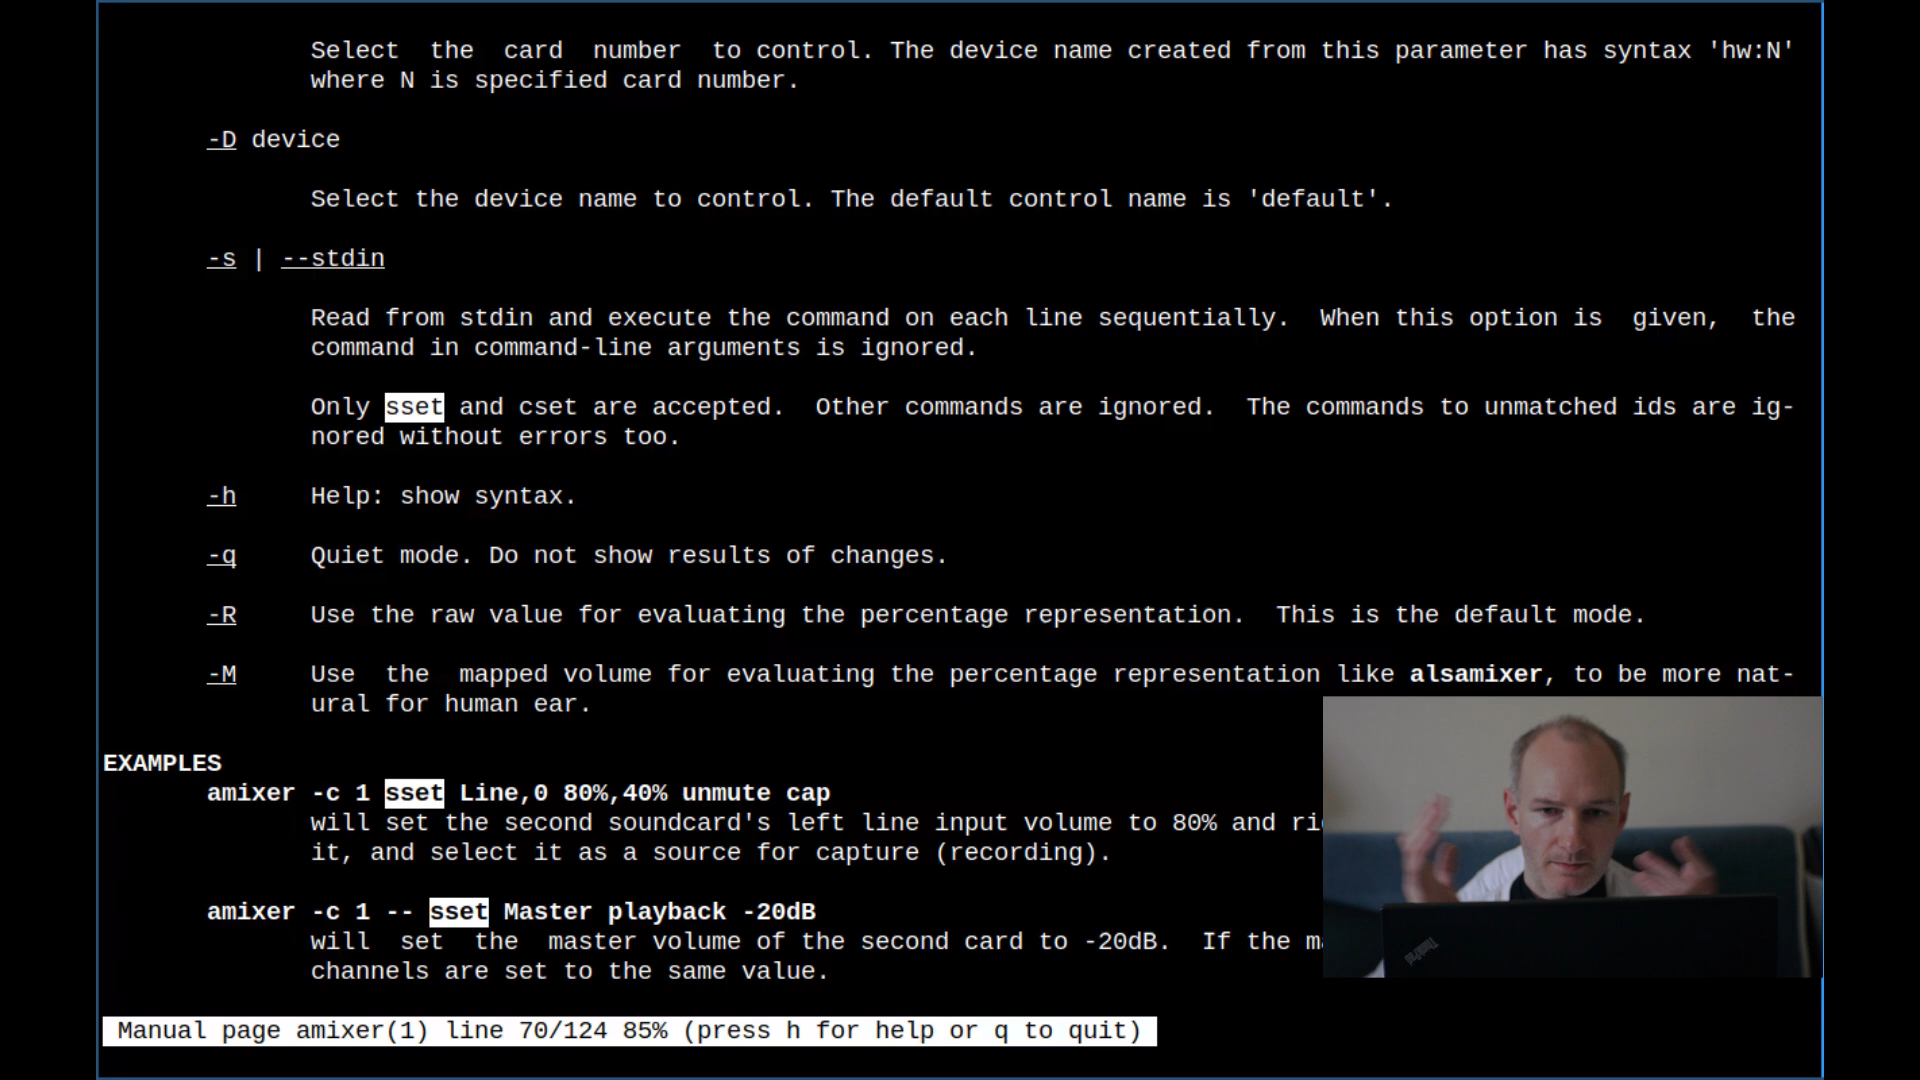 Select the card number to control. The device name created from this parameter has syntax 'hw:N'
where N is specified card number.
-D device
Select the device name to control. The default control name is 'default'.
-s | --stdin
Read from stdin and execute the command on each line sequentially. When this option is given, the
command in command-line arguments is ignored.
Only sset and cset are accepted. Other commands are ignored. The commands to unmatched ids are ig-
nored without errors too.
-h Help: show syntax.
-q Quiet mode. Do not show results of changes.
-R Use the raw value for evaluating the percentage representation. This is the default mode.
-M Use the mapped volume for evaluating the percentage representation like alsamixer, to be more nat-
ural for human ear.
EXAMPLES
amixer -c 1 sset Line,0 80%,40% unmute cap
will set the second soundcard's left line input volume to 80% and
it, and select it as a source for capture (recording).
amixer -c 1 -- sset Master playback -20dB
will set the master volume of the second card to -20dB. If the
channels are set to the same value.
ThinkPad
Manual page amixer(1) line 70/124 85% (press h for help or q to quit)